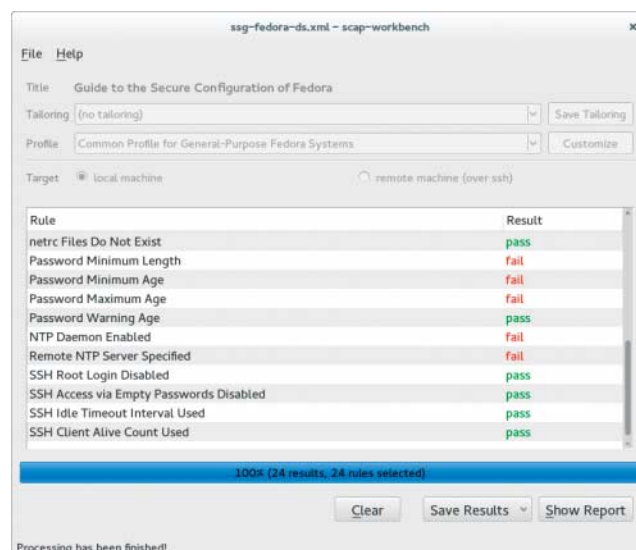 ssg-fedora-ds.xml – scap-workbench ×
File Help
Title Guide to the Secure Configuration of Fedora
Tailoring (no tailoring) Save Tailoring
Profile Common Profile for General-Purpose Fedora Systems Customize
Target local machine remote machine (over ssh)
Rule Result
netrc Files Do Not Exist pass
Password Minimum Length fail
Password Minimum Age fail
Password Maximum Age fail
Password Warning Age pass
NTP Daemon Enabled fail
Remote NTP Server Specified fail
SSH Root Login Disabled pass
SSH Access via Empty Passwords Disabled pass
SSH Idle Timeout Interval Used pass
SSH Client Alive Count Used pass
100% (24 results, 24 rules selected)
Clear Save Results Show Report
Processing has been finished!